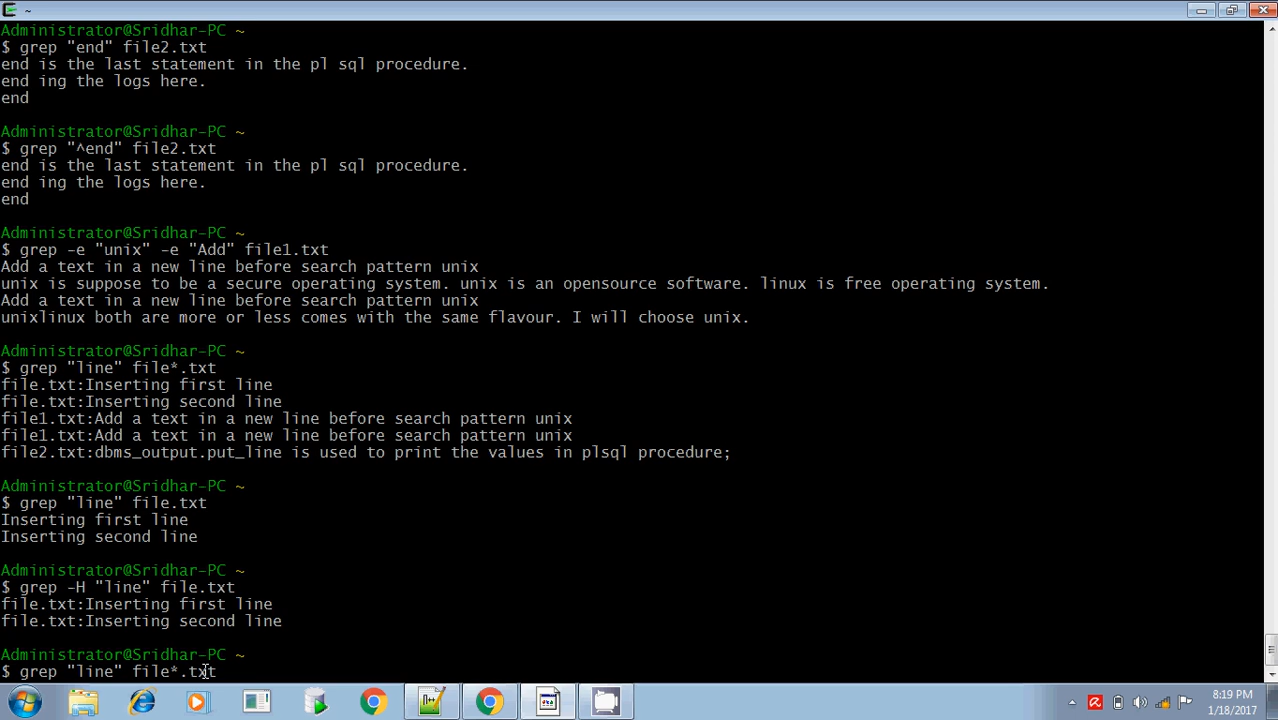 ~
Administrator@Sridhar-PC ~
$ grep "end" file2.txt
end is the last statement in the pl sql procedure.
end ing the logs here.
end
Administrator@Sridhar-PC ~
$ grep "^end" file2.txt
end is the last statement in the pl sql procedure.
end ing the logs here.
end
Administrator@Sridhar-PC ~
$ grep -e "unix" -e "Add" file1.txt
Add a text in a new line before search pattern unix
unix is suppose to be a secure operating system. unix is an opensource software. linux is free operating system.
Add a text in a new line before search pattern unix
unixlinux both are more or less comes with the same flavour. I will choose unix.
Administrator@Sridhar-PC ~
$ grep "line" file*.txt
file.txt:Inserting first line
file.txt:Inserting second line
file1.txt:Add a text in a new line before search pattern unix
file1.txt:Add a text in a new line before search pattern unix
file2.txt:dbms_output.put_line is used to print the values in plsql procedure;
Administrator@Sridhar-PC ~
$ grep "line" file.txt
Inserting first line
Inserting second line
Administrator@Sridhar-PC ~
$ grep -H "line" file.txt
file.txt:Inserting first line
file.txt:Inserting second line
Administrator@Sridhar-PC ~
$ grep "line" file*.txt
8:19 PM
1/18/2017